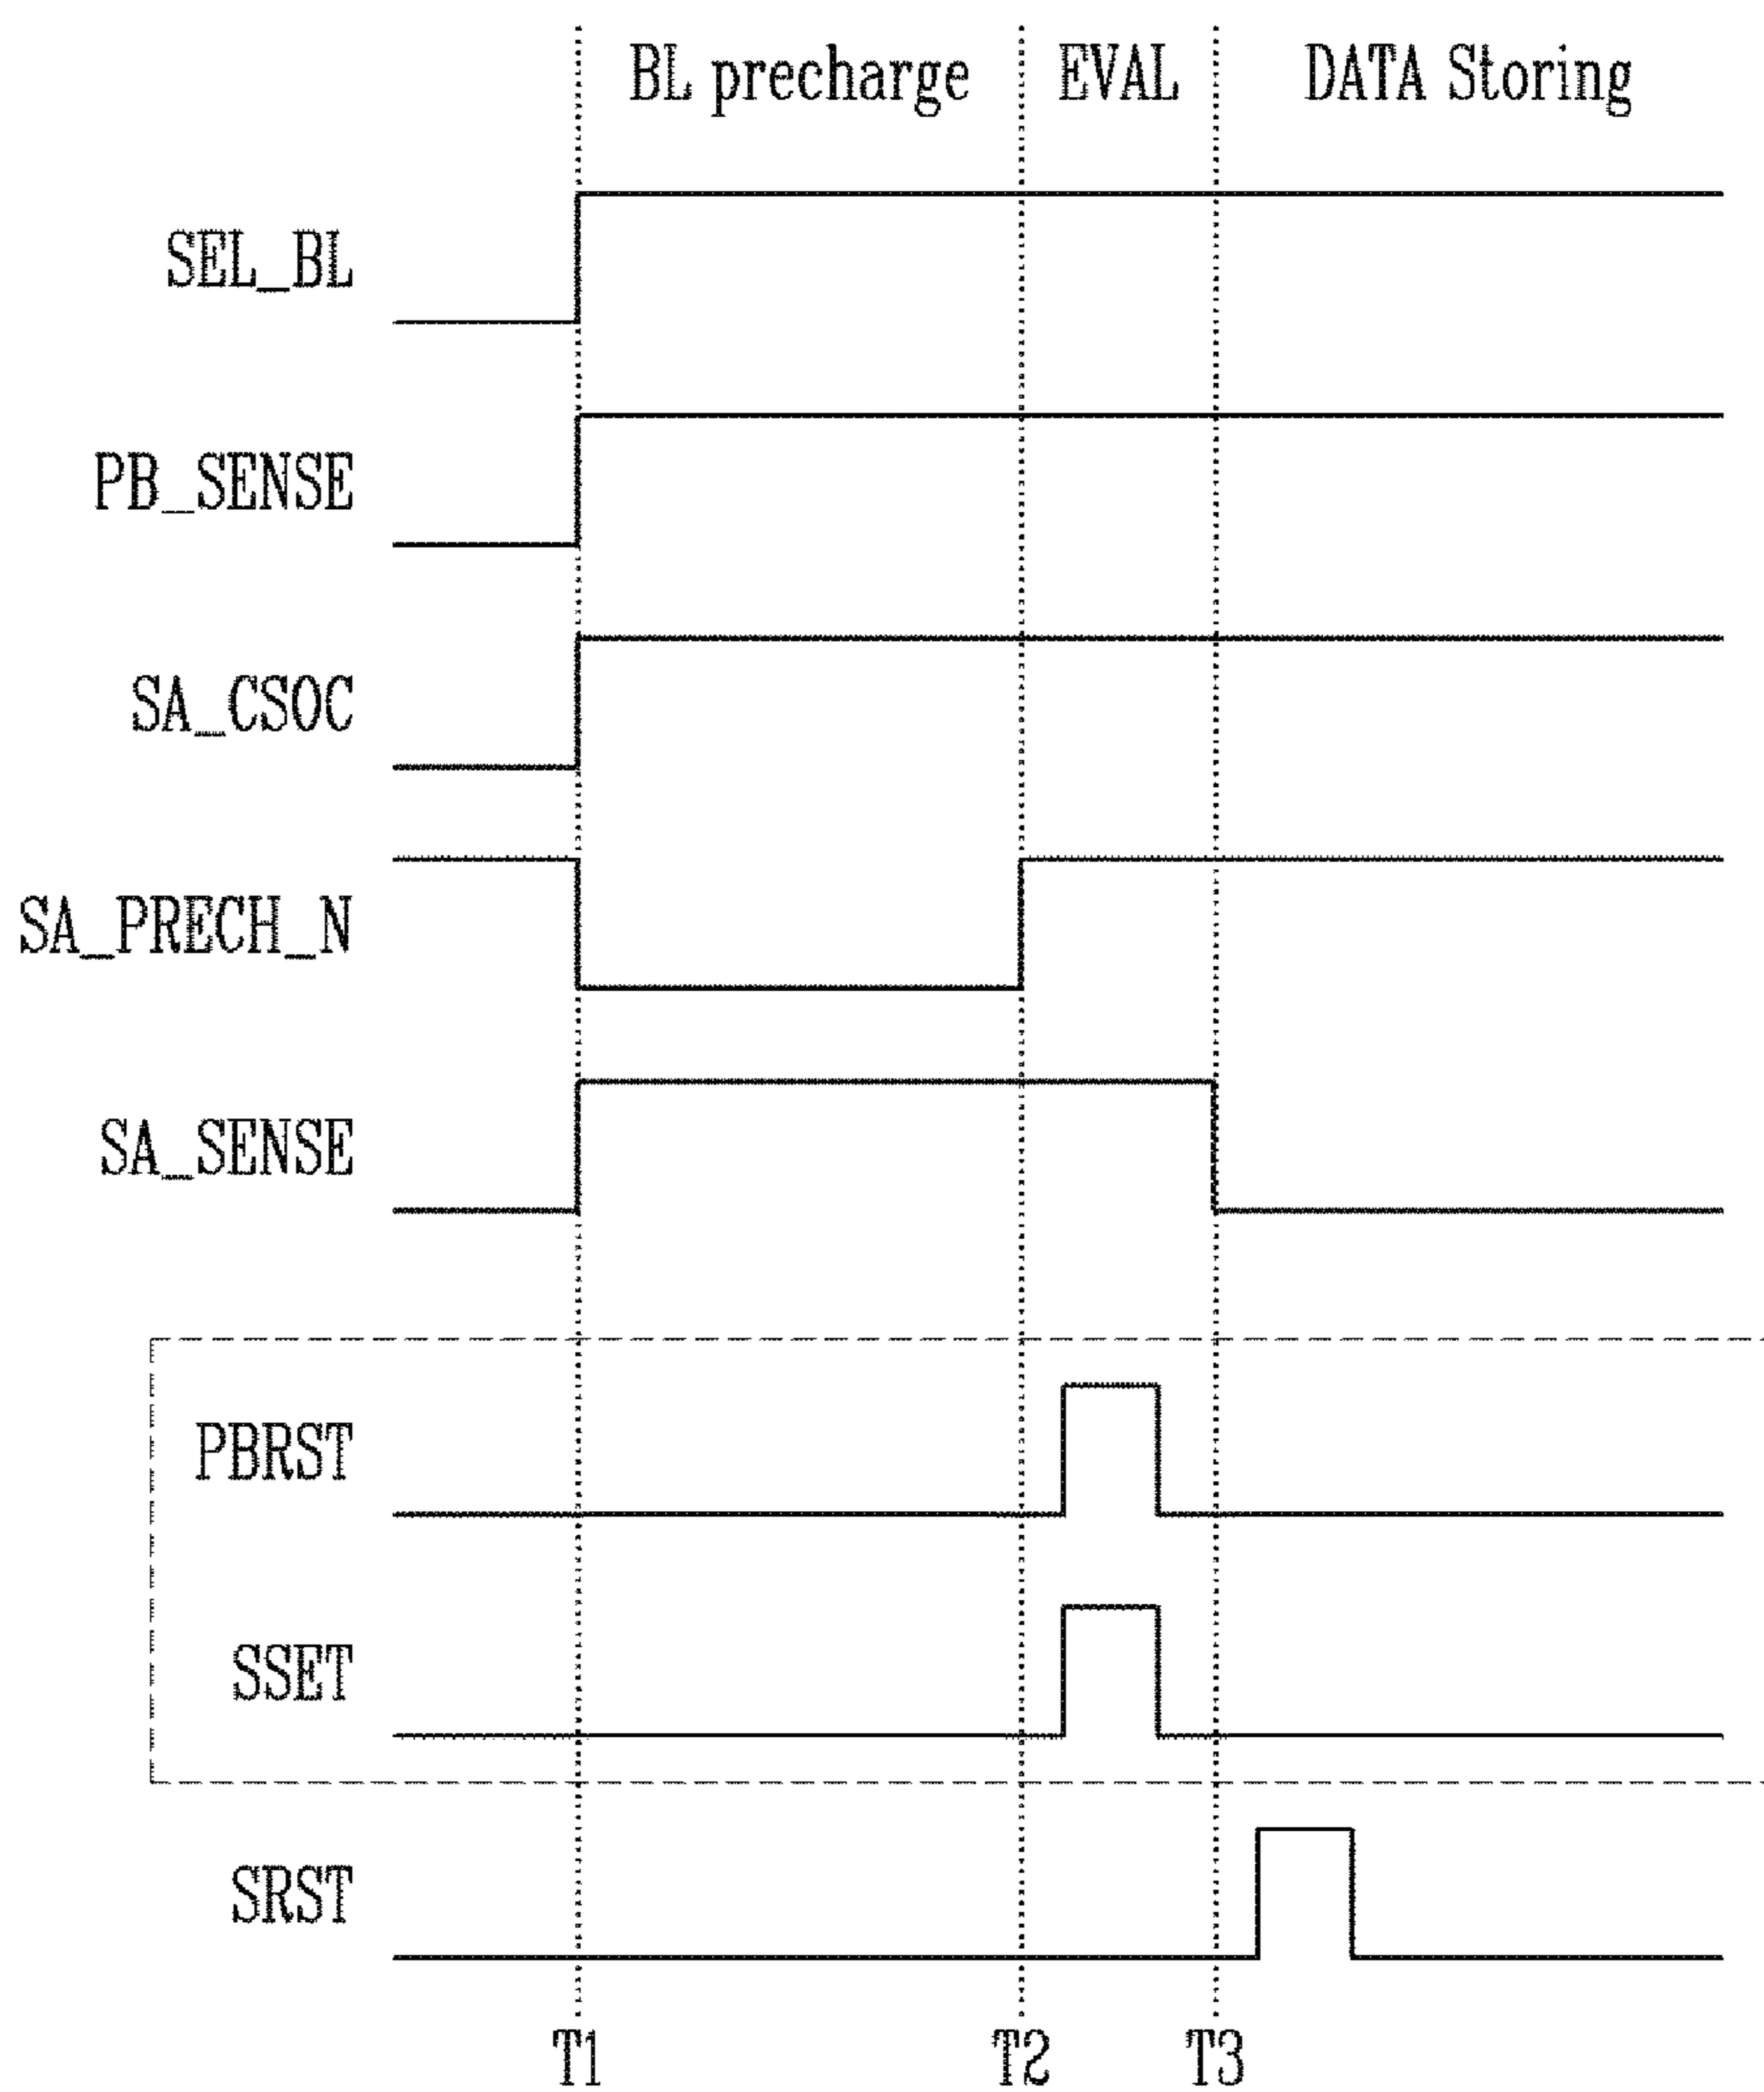 BL precharge EVAL DATA Storing
SEL_BL
PB_SENSE
SA_CSOC
SA_PRECH_N
SA_SENSE
PBRST
SSET
SRST
T1 T2 T3